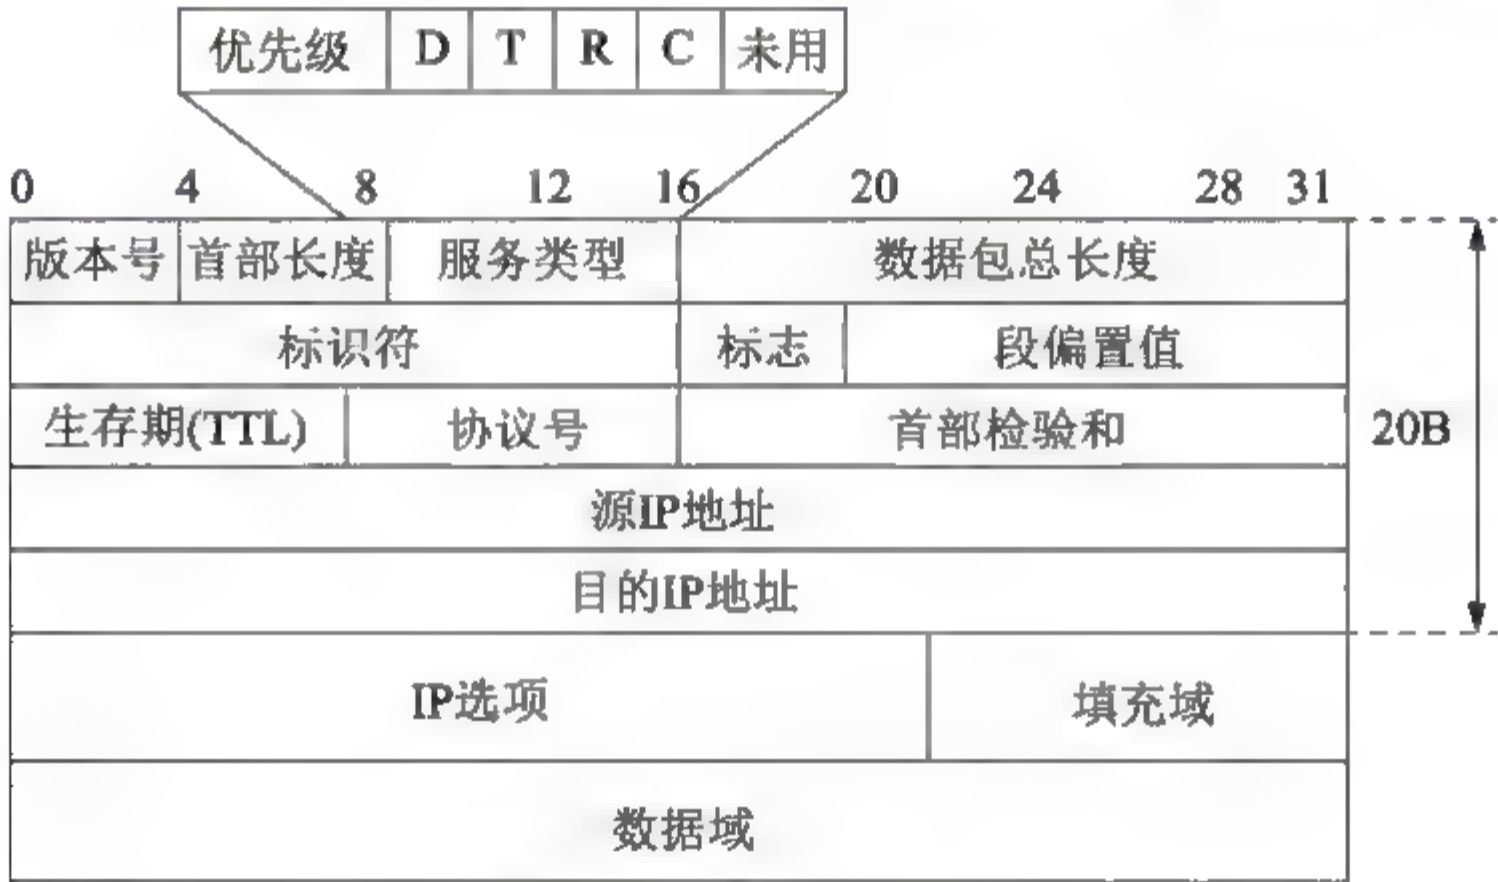 优先级 D T R C 未用
0 4 8 12 16 20 24 28 31
版本号 首部长度 服务类型 数据包总长度
标识符 标志 段偏置值
生存期(TTL) 协议号 首部检验和 20B
源IP地址
目的IP地址
IP选项 填充域
数据域